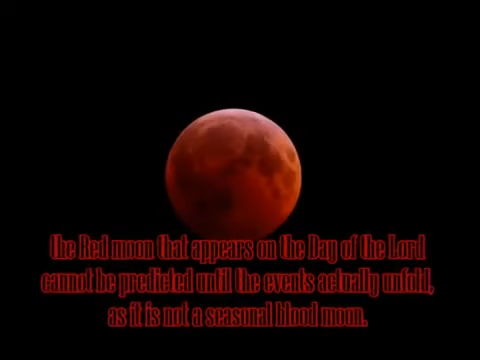 the Red moon that appears on the Day of the Lord
cannot be predicted until the events actually unfold,
as it is not a seasonal blood moon.